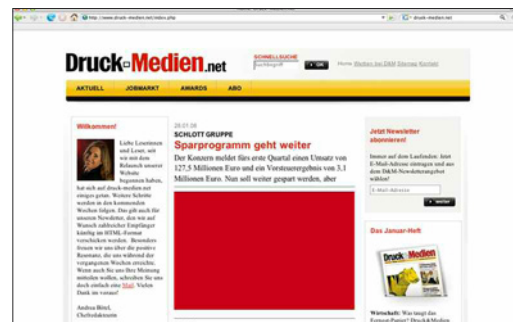 http://www.druck-medien.net/index.php
druck-medien.net
Druck Medien.net
SCHNELLSUCHE
Suchbegriff
OK
Home Medien bei D&M Sitemap Kontakt
AKTUELL JOBMARKT AWARDS ABO
Willkommen!
Liebe Leserinnen
und Leser, seit
wir mit dem
Relaunch unserer
Website
begonnen haben,
hat sich auf druck-medien.net
einiges getan. Weitere Schritte
werden in den kommenden
Wochen folgen. Das gilt auch für
unseren Newsletter, den wir auf
Wunsch zahlreicher Empfänger
künftig im HTML-Format
verschicken werden. Besonders
freuen wir uns über die positive
Resonanz, die uns während der
vergangenen Wochen erreichte.
Wenn auch Sie uns Ihre Meinung
mitteilen wollen, schreiben Sie uns
doch einfach eine Mail. Vielen
Dank im voraus!
Andrea Bötel,
Chefredakteurin
28.01.08
SCHLOTT GRUPPE
Sparprogramm geht weiter
Der Konzern meldet fürs erste Quartal einen Umsatz von
127,5 Millionen Euro und ein Vorsteuerergebnis von 3,1
Millionen Euro. Nun soll weiter gespart werden, aber
Jetzt Newsletter
abonnieren!
Immer auf dem Laufenden: Jetzt
E-Mail-Adresse eintragen und aus
dem D&M-Newsletterangebot
wählen!
E-Mail-Adresse
weiter
Das Januar-Heft
Druck Medien
Wirtschaft: Was taugt das